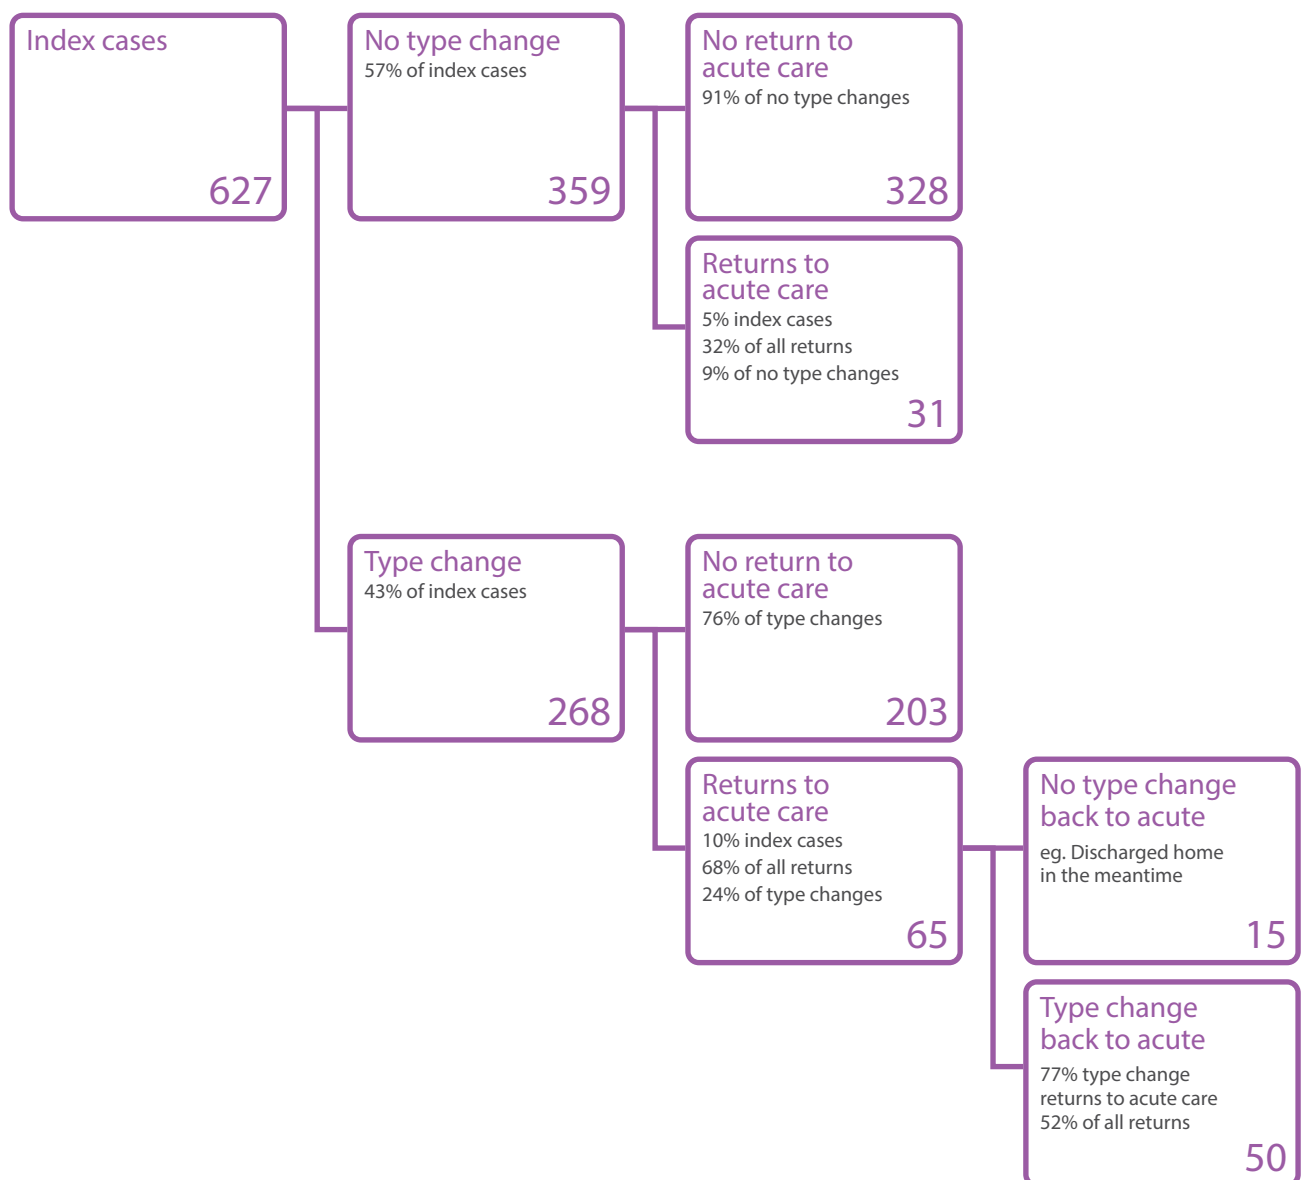 Index cases
627
No type change
57% of index cases
359
No return to
acute care
91% of no type changes
328
Returns to
acute care
5% index cases
32% of all returns
9% of no type changes
31
Type change
43% of index cases
268
No return to
acute care
76% of type changes
203
Returns to
acute care
10% index cases
68% of all returns
24% of type changes
65
No type change
back to acute
eg. Discharged home
in the meantime
15
Type change
back to acute
77% type change
returns to acute care
52% of all returns
50